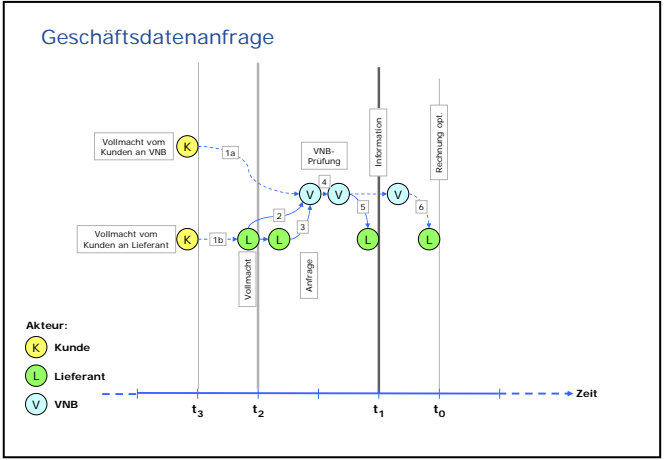 Geschäftsdatenanfrage
Vollmacht vom
Kunden an VNB
K
1a
VNB-
Prüfung
Information
Rechnung opt.
4
V
V
V
2
3
5
6
Vollmacht vom
Kunden an Lieferant
K
1b
L
L
L
L
Vollmacht
Anfrage
Akteur:
K Kunde
L Lieferant
V VNB
Zeit
t3
t2
t1
t0